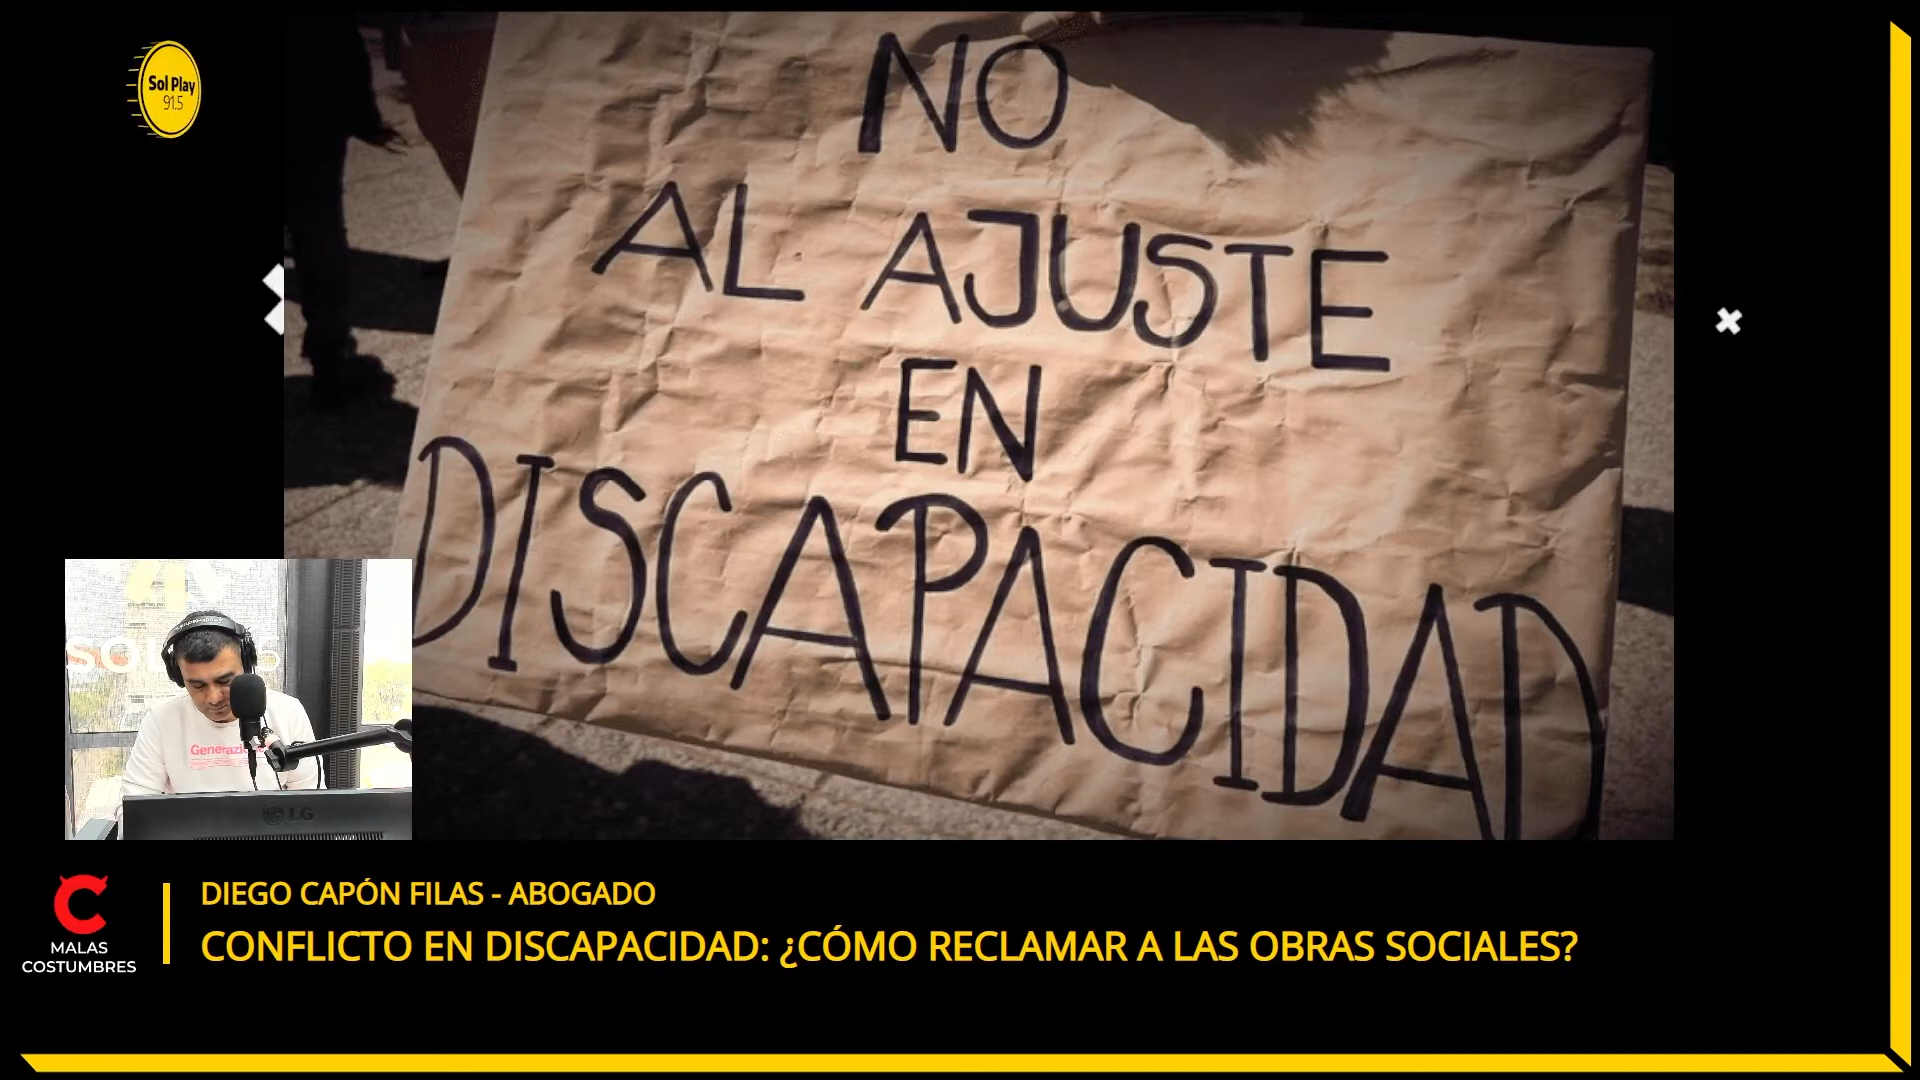 Sol Play
91.5
NO
AL AJUSTE
EN
DISCAPACIDAD
LG
MALAS
COSTUMBRES
DIEGO CAPÓN FILAS - ABOGADO
CONFLICTO EN DISCAPACIDAD: ¿CÓMO RECLAMAR A LAS OBRAS SOCIALES?